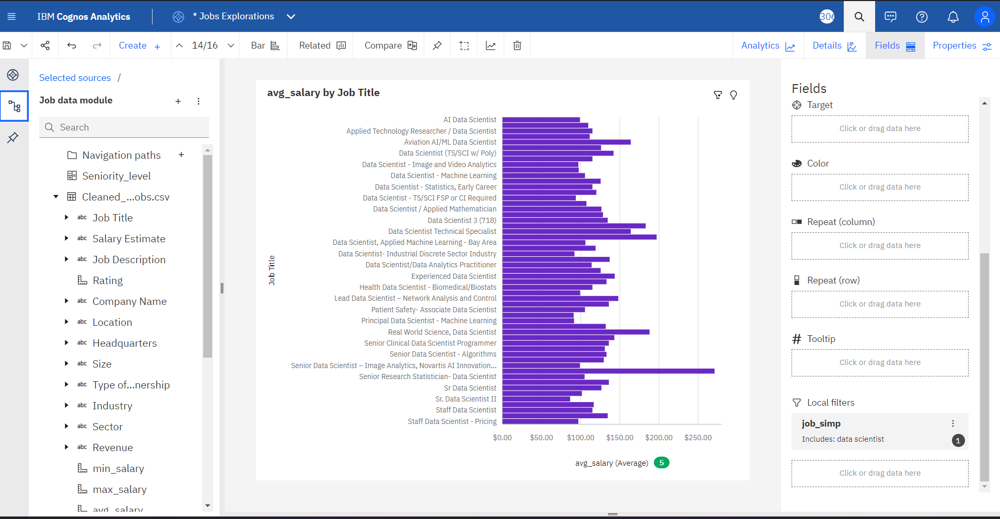 IBM Cognos Analytics
* Jobs Explorations
306
Create +
14/16
Bar
Related
Compare
Analytics
Details
Fields
Properties
Selected sources /
Job data module
Search
Navigation paths
Seniority_level
Cleaned_...obs.csv
abc Job Title
abc Salary Estimate
abc Job Description
Rating
abc Company Name
abc Location
abc Headquarters
abc Size
abc Type of...nership
abc Industry
abc Sector
abc Revenue
min_salary
max_salary
avg_salary
avg_salary by Job Title
Job Title
AI Data Scientist
Applied Technology Researcher / Data Scientist
Aviation AI/ML Data Scientist
Data Scientist (TS/SCI w/ Poly)
Data Scientist - Image and Video Analytics
Data Scientist - Machine Learning
Data Scientist - Statistics, Early Career
Data Scientist - TS/SCI FSP or CI Required
Data Scientist / Applied Mathematician
Data Scientist 3 (718)
Data Scientist Technical Specialist
Data Scientist, Applied Machine Learning - Bay Area
Data Scientist- Industrial Discrete Sector Industry
Data Scientist/Data Analytics Practitioner
Experienced Data Scientist
Health Data Scientist - Biomedical/Biostats
Lead Data Scientist – Network Analysis and Control
Patient Safety- Associate Data Scientist
Principal Data Scientist - Machine Learning
Real World Science, Data Scientist
Senior Clinical Data Scientist Programmer
Senior Data Scientist - Algorithms
Senior Data Scientist – Image Analytics, Novartis AI Innovation...
Senior Research Statistician- Data Scientist
Sr Data Scientist
Sr. Data Scientist II
Staff Data Scientist
Staff Data Scientist - Pricing
$0.00 $50.00 $100.00 $150.00 $200.00 $250.00
avg_salary (Average) 5
Fields
Target
Click or drag data here
Color
Click or drag data here
Repeat (column)
Click or drag data here
Repeat (row)
Click or drag data here
Tooltip
Click or drag data here
Local filters
job_simp
Includes: data scientist
1
Click or drag data here